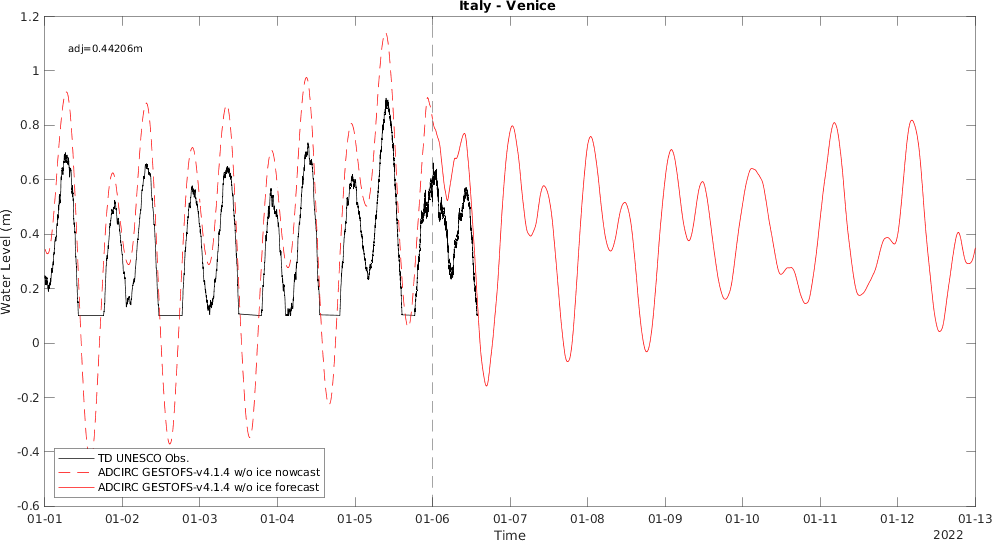 Italy - Venice
1.2
adj=0.44206m
1
0.8
0.6
0.4
0.2
0
-0.2
-0.4
-0.6
Water Level (m)
TD UNESCO Obs.
ADCIRC GESTOFS-v4.1.4 w/o ice nowcast
ADCIRC GESTOFS-v4.1.4 w/o ice forecast
01-01 01-02 01-03 01-04 01-05 01-06 01-07 01-08 01-09 01-10 01-11 01-12 01-13
Time
2022